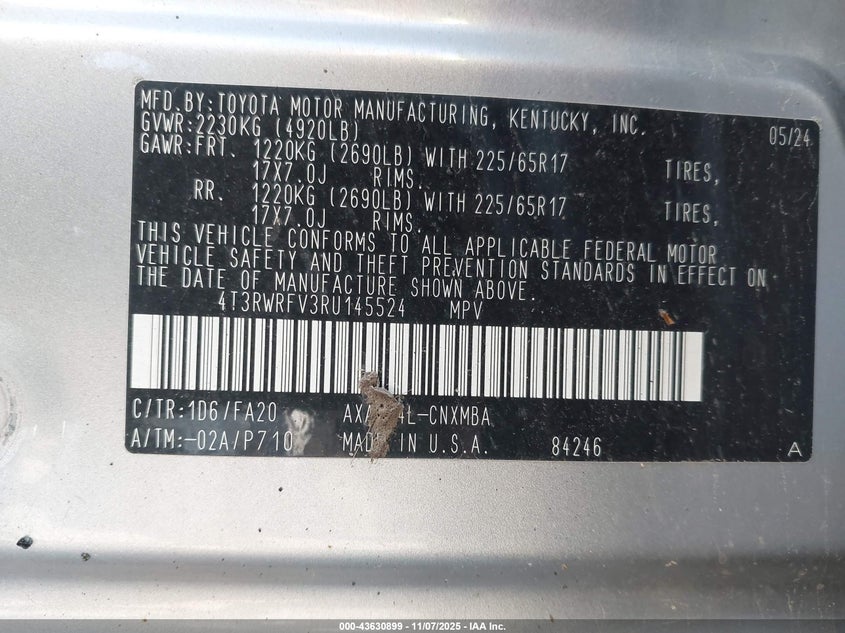 MFD.BY:TOYOTA MOTOR MANUFACTURING, KENTUCKY, INC. 05/24
GVWR:2230KG (4920LB)
GAWR:FRT. 1220KG (2690LB) WITH 225/65R17 TIRES,
17X7.0J RIMS.
RR. 1220KG (2690LB) WITH 225/65R17 TIRES,
17X7.0J RIMS.
THIS VEHICLE CONFORMS TO ALL APPLICABLE FEDERAL MOTOR
VEHICLE SAFETY AND THEFT PREVENTION STANDARDS IN EFFECT ON
THE DATE OF MANUFACTURE SHOWN ABOVE.
4T3RWRFV3RU145524 MPV
C/TR:1D6/FA20
A/TM:-02A/P710 MADE IN U.S.A. 84246 A
000-43630899 - 11/07/2025 - IAA Inc.